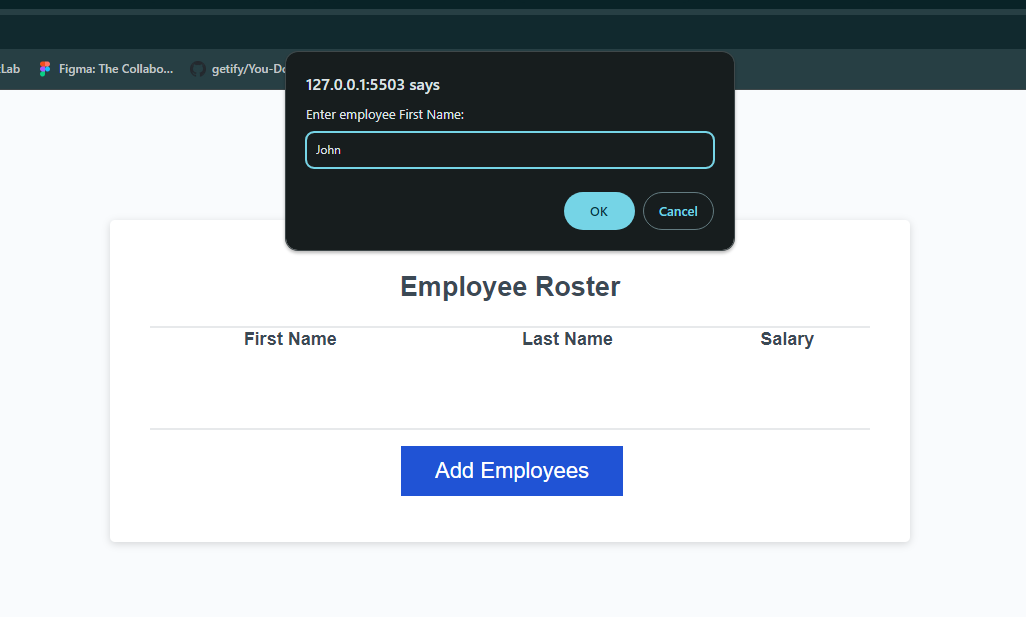 Lab
Figma: The Collabo...
getify/You-Do
127.0.0.1:5503 says
Enter employee First Name:
John
OK
Cancel
Employee Roster
First Name
Last Name
Salary
Add Employees